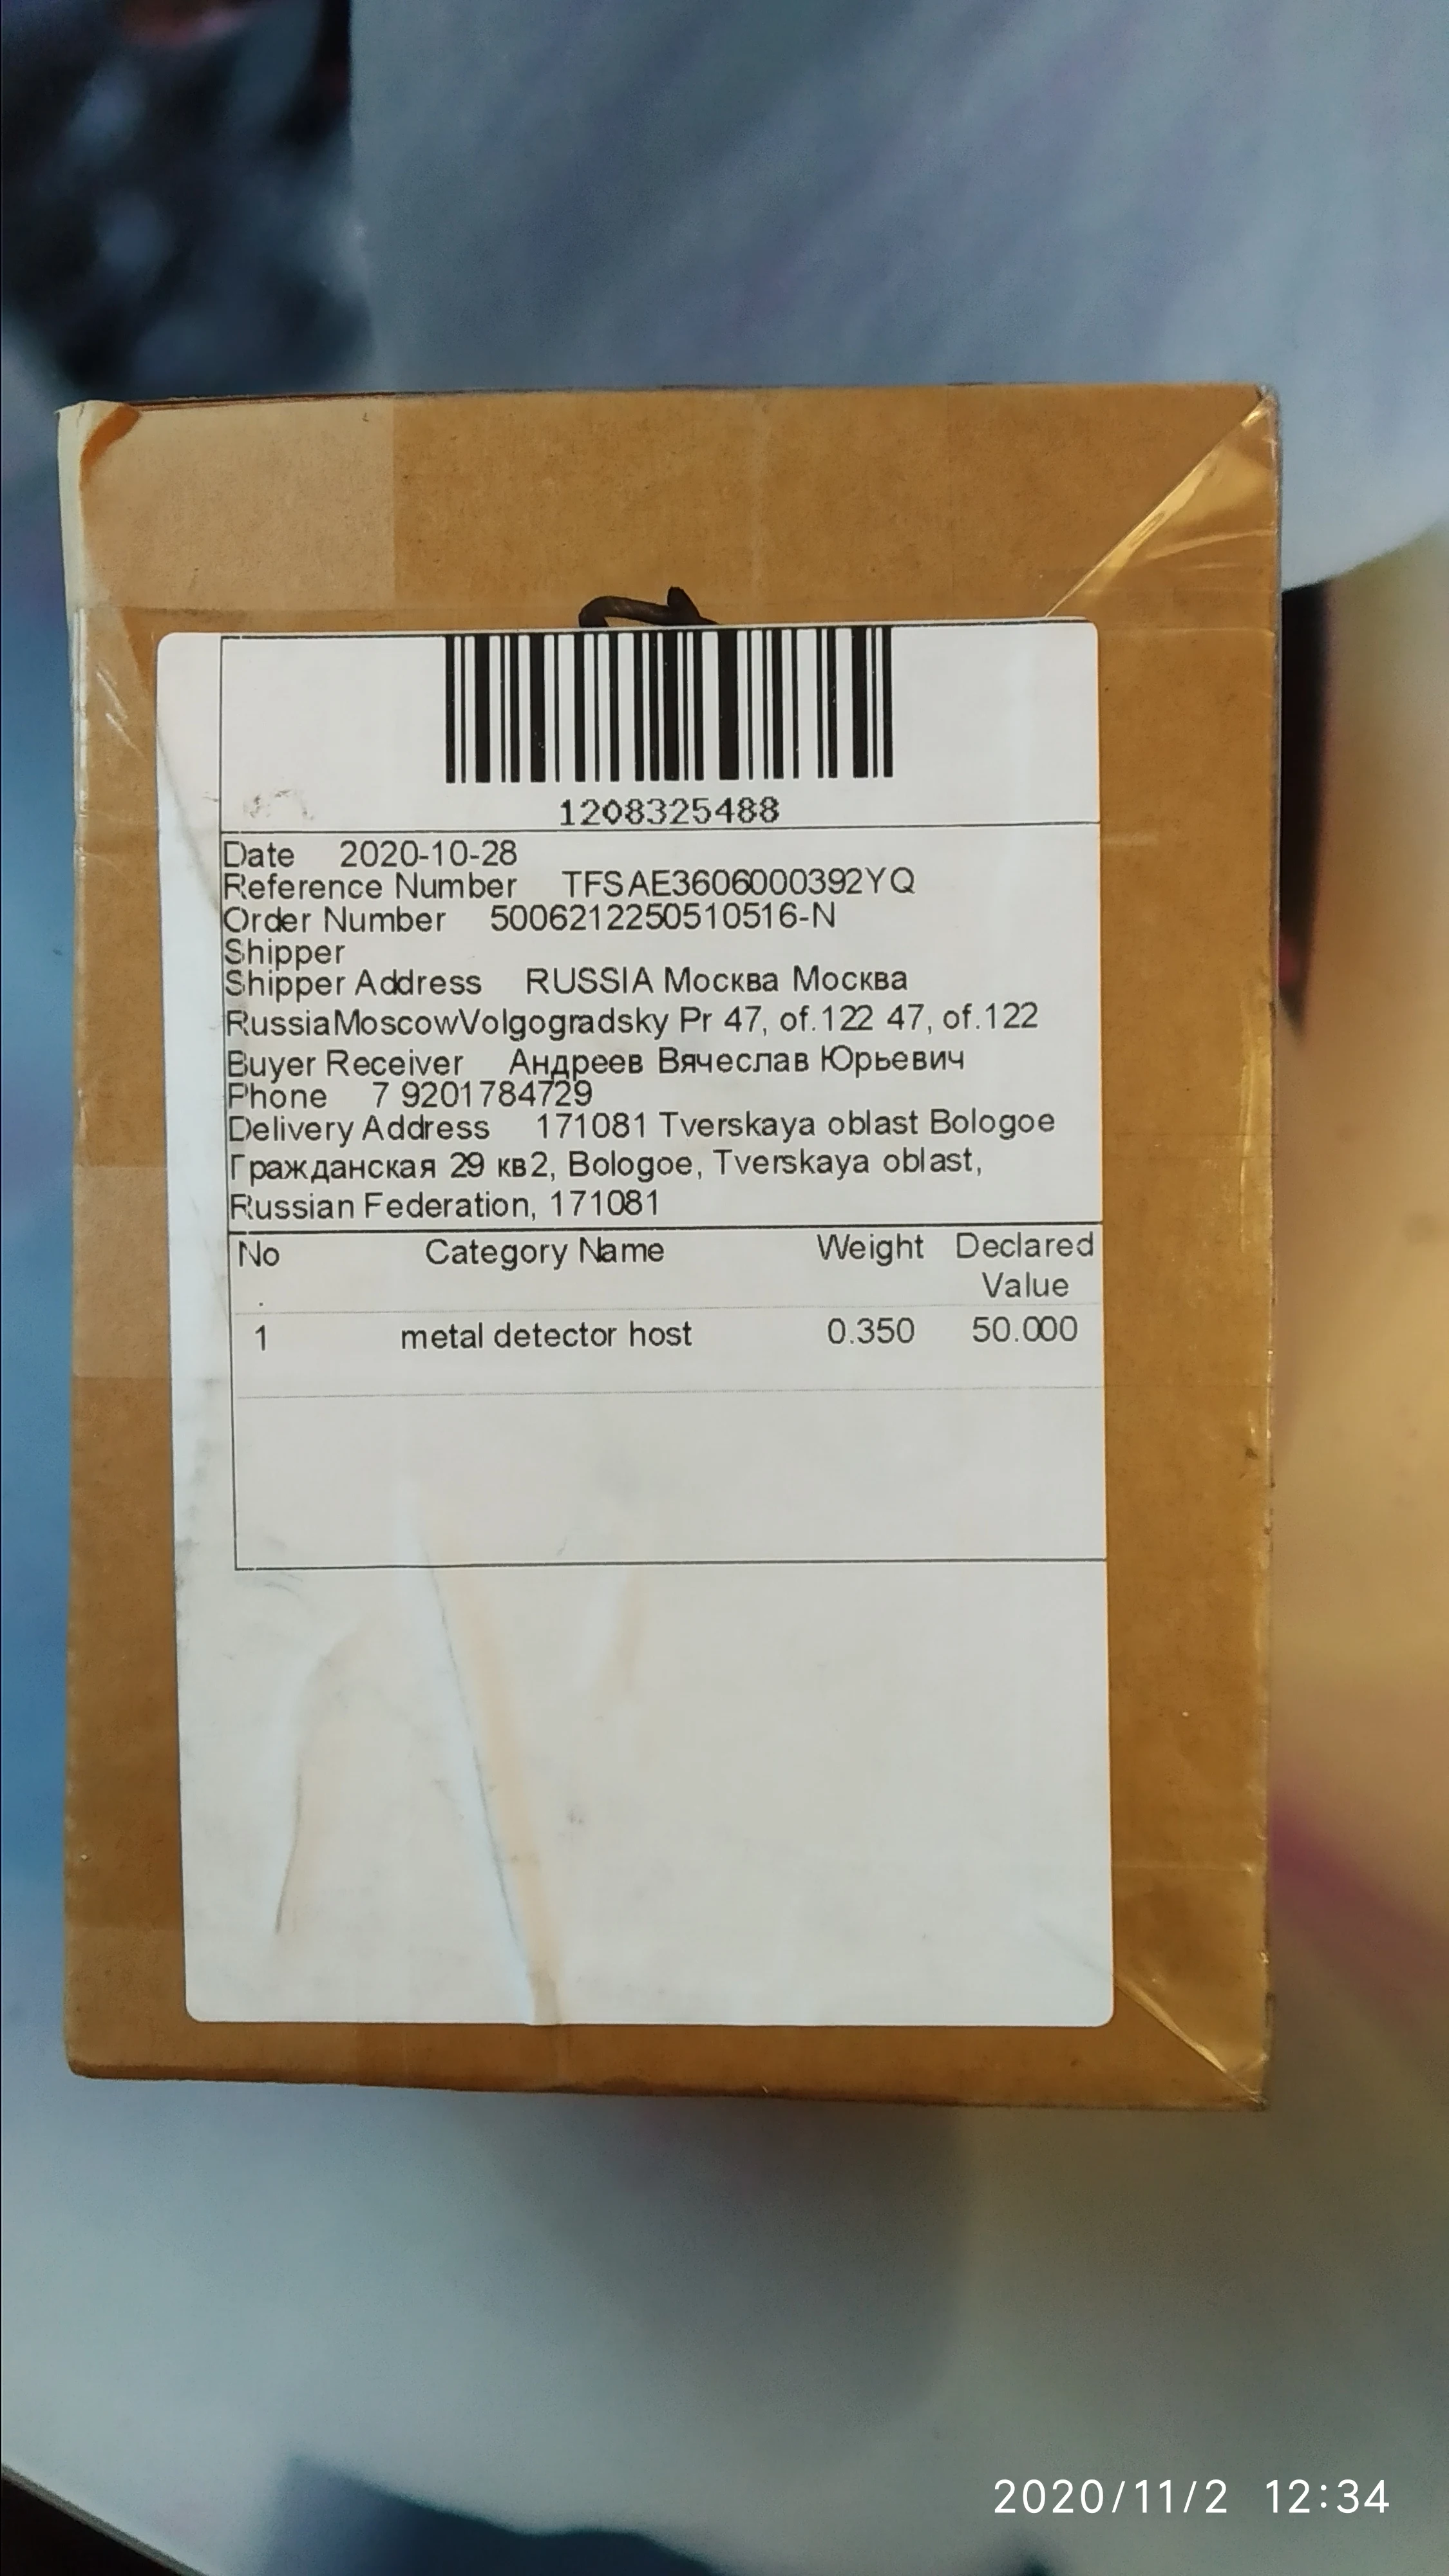 1208325488
Date 2020-10-28
Reference Number TFSAE3606000392YQ
Order Number 5006212250510516-N
Shipper
Shipper Address RUSSIA Москва Москва
RussiaMoscowVolgogradsky Pr 47, of.122 47, of.122
Buyer Receiver Андреев Вячеслав Юрьевич
Phone 7 9201784729
Delivery Address 171081 Tverskaya oblast Bologoe
Гражданская 29 кв2, Bologoe, Tverskaya oblast,
Russian Federation, 171081
No Category Name Weight Declared
. Value
1 metal detector host 0.350 50.000
2020/11/2 12:34